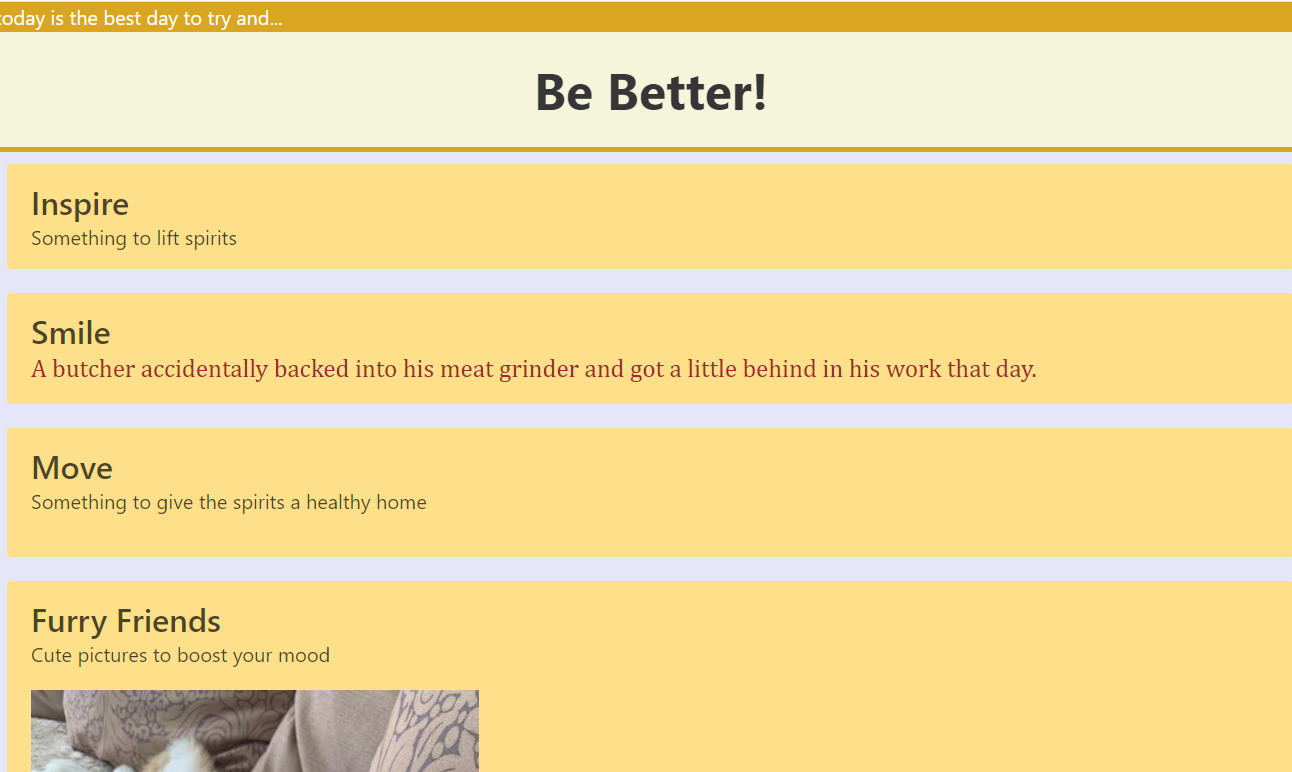 today is the best day to try and...
Be Better!
Inspire
Something to lift spirits
Smile
A butcher accidentally backed into his meat grinder and got a little behind in his work that day.
Move
Something to give the spirits a healthy home
Furry Friends
Cute pictures to boost your mood